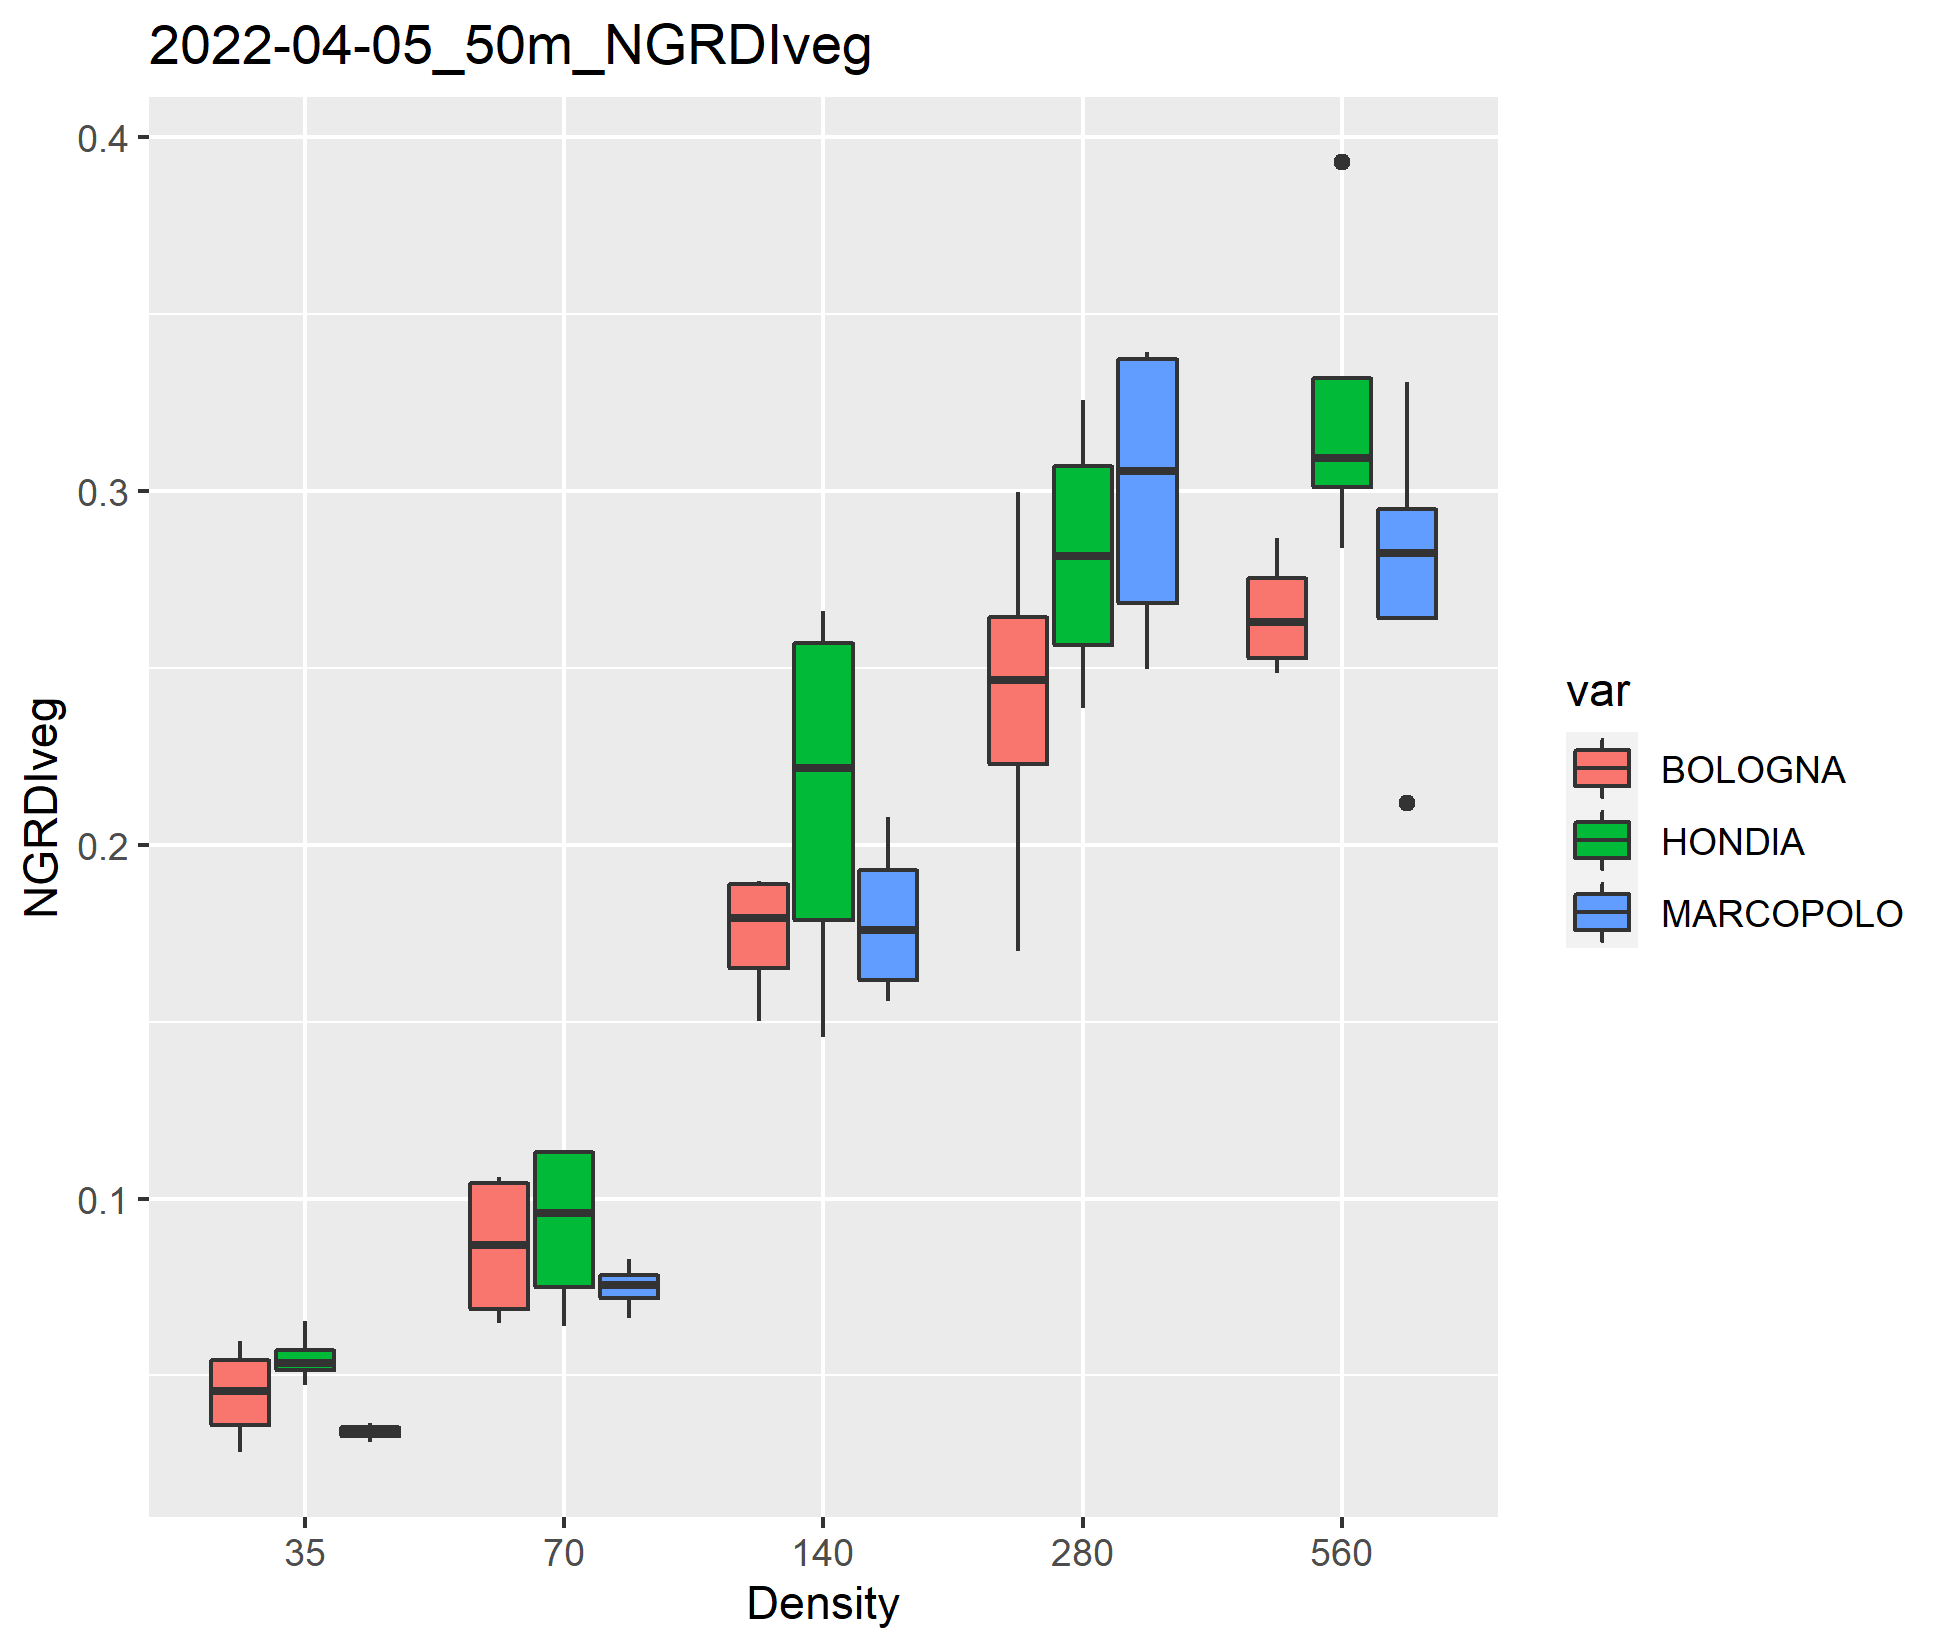 2022-04-05_50m_NGRDIveg
0.4
0.3
0.2
0.1
NGRDIveg
35 70 140 280 560
Density
var
BOLOGNA
HONDIA
MARCOPOLO